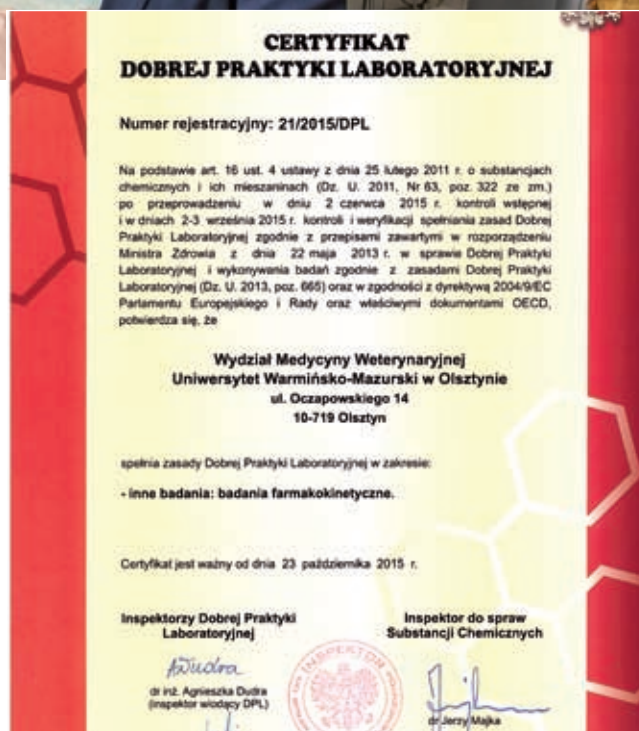 CERTYFIKAT
DOBREJ PRAKTYKI LABORATORYJNEJ
Numer rejestracyjny: 21/2015/DPL
Na podstawie art. 16 ust. 4 ustawy z dnia 25 lutego 2011 r. o substancjach
chemicznych i ich mieszaninach (Dz. U. 2011, Nr 63, poz. 322 ze zm.)
po przeprowadzeniu w dniu 2 czerwca 2015 r. kontroli wstępnej
i w dniach 2-3 września 2015 r. kontroli i weryfikacji spełniania zasad Dobrej
Praktyki Laboratoryjnej zgodnie z przepisami zawartymi w rozporządzeniu
Ministra Zdrowia z dnia 22 maja 2013 r. w sprawie Dobrej Praktyki
Laboratoryjnej i wykonywania badań zgodnie z zasadami Dobrej Praktyki
Laboratoryjnej (Dz. U. 2013, poz. 665) oraz w zgodności z dyrektywą 2004/9/EC
Parlamentu Europejskiego i Rady oraz właściwymi dokumentami OECD,
potwierdza się, że
Wydział Medycyny Weterynaryjnej
Uniwersytet Warmińsko-Mazurski w Olsztynie
ul. Oczapowskiego 14
10-719 Olsztyn
spełnia zasady Dobrej Praktyki Laboratoryjnej w zakresie:
- inne badania: badania farmakokinetyczne.
Certyfikat jest ważny od dnia 23 października 2015 r.
Inspektorzy Dobrej Praktyki
Laboratoryjnej
Inspektor do spraw
Substancji Chemicznych
ADudra
dr inż. Agnieszka Dudra
(inspektor wiodący DPL)
INSPEKTOR
dr Jerzy Majka